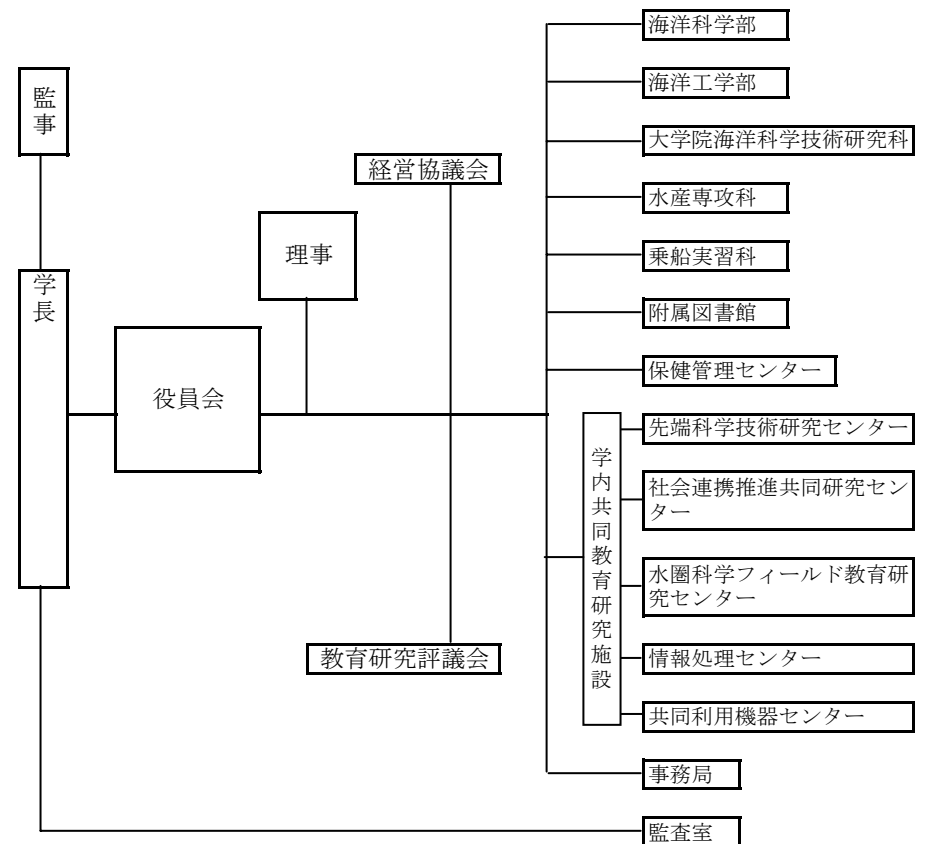 監事
学長
役員会
理事
経営協議会
教育研究評議会
海洋科学部
海洋工学部
大学院海洋科学技術研究科
水産専攻科
乗船実習科
附属図書館
保健管理センター
学内共同教育研究施設
先端科学技術研究センター
社会連携推進共同研究セン
ター
水圏科学フィールド教育研
究センター
情報処理センター
共同利用機器センター
事務局
監査室